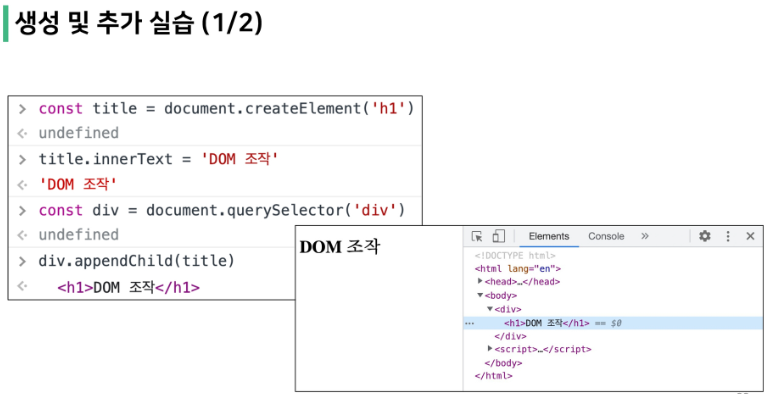 생성 및 추가 실습 (1/2)
> const title = document.createElement('h1')
<· undefined
> title.innerText = 'DOM 조작'
<· 'DOM 조작'
> const div = document.querySelector('div')
<· undefined
> div.appendChild(title)
<· <h1>DOM 조작</h1>
DOM 조작
Elements Console »
<!DOCTYPE html>
<html lang="en">
▶<head>…</head>
▼<body>
▼<div>
… <h1>DOM 조작</h1> == $0
</div>
▶<script>…</script>
</body>
</html>